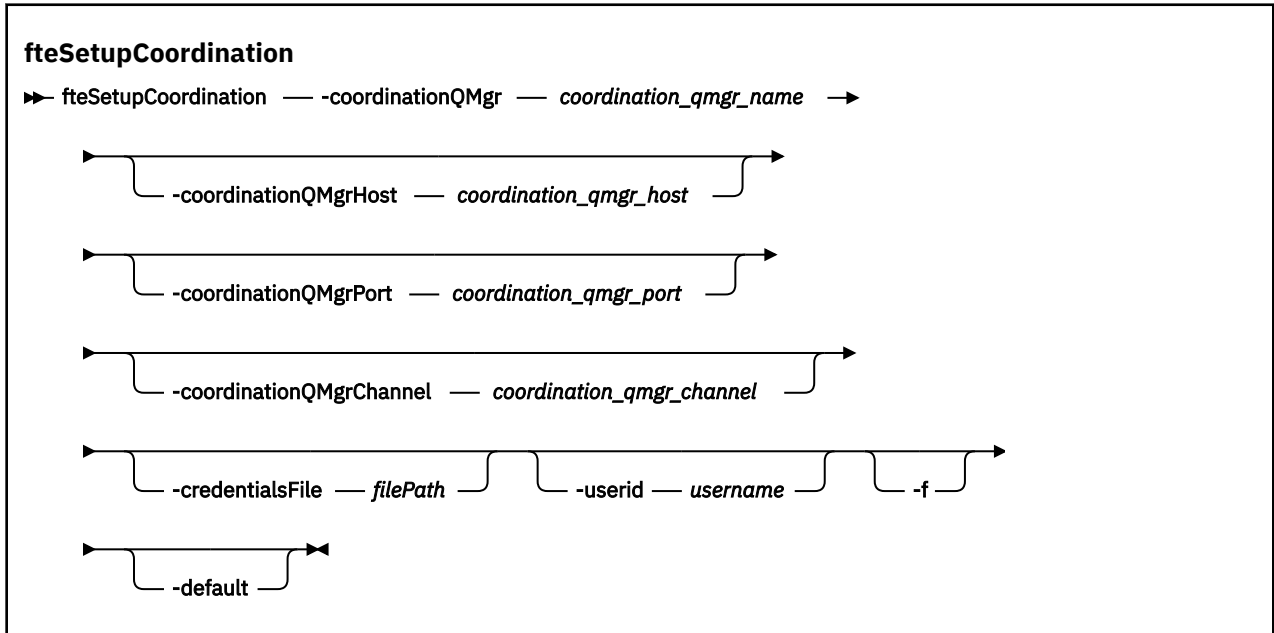 fteSetupCoordination
fteSetupCoordination -coordinationQMgr coordination_qmgr_name
-coordinationQMgrHost coordination_qmgr_host
-coordinationQMgrPort coordination_qmgr_port
-coordinationQMgrChannel coordination_qmgr_channel
-credentialsFile filePath -userid username -f
-default